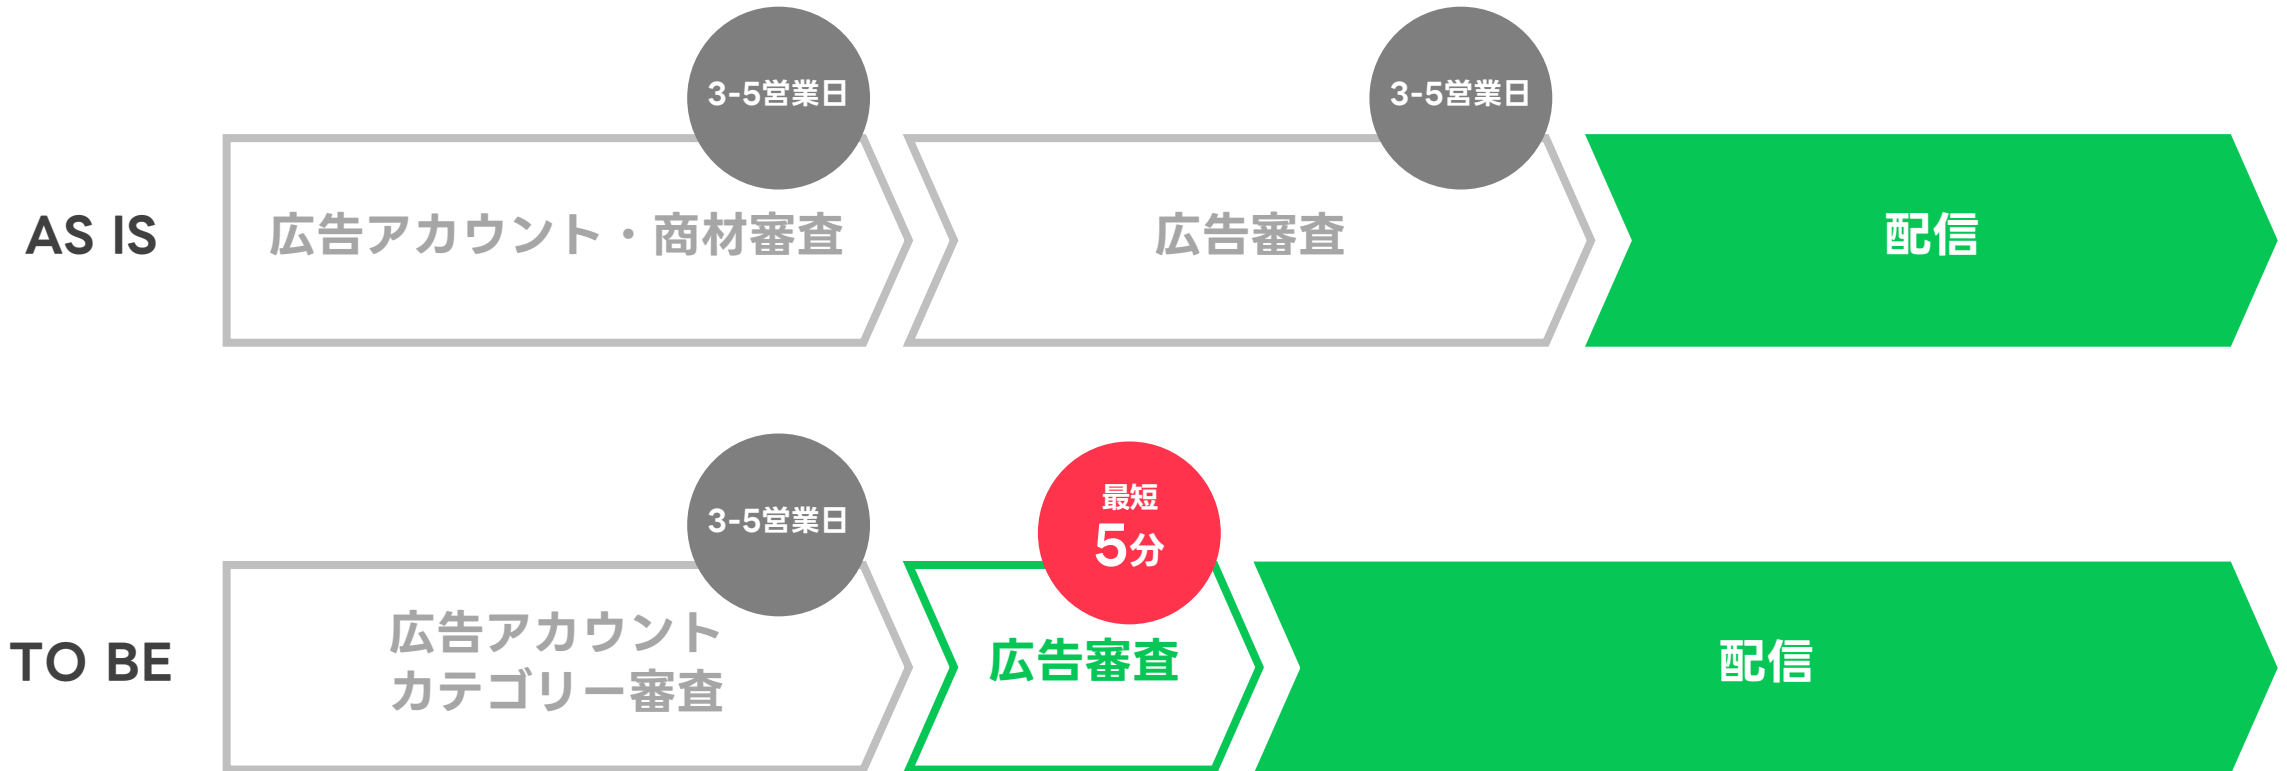 3-5営業日
3-5営業日
AS IS
広告アカウント・商材審査
広告審査
配信
3-5営業日
最短
5分
TO BE
広告アカウント
カテゴリー審査
広告審査
配信